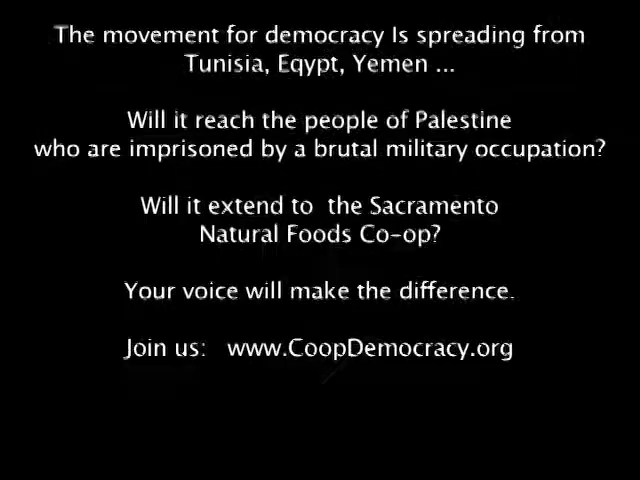 The movement for democracy Is spreading from
Tunisia, Eqypt, Yemen ...
Will it reach the people of Palestine
who are imprisoned by a brutal military occupation?
Will it extend to  the Sacramento
Natural Foods Co-op?
Your voice will make the difference.
Join us:   www.CoopDemocracy.org